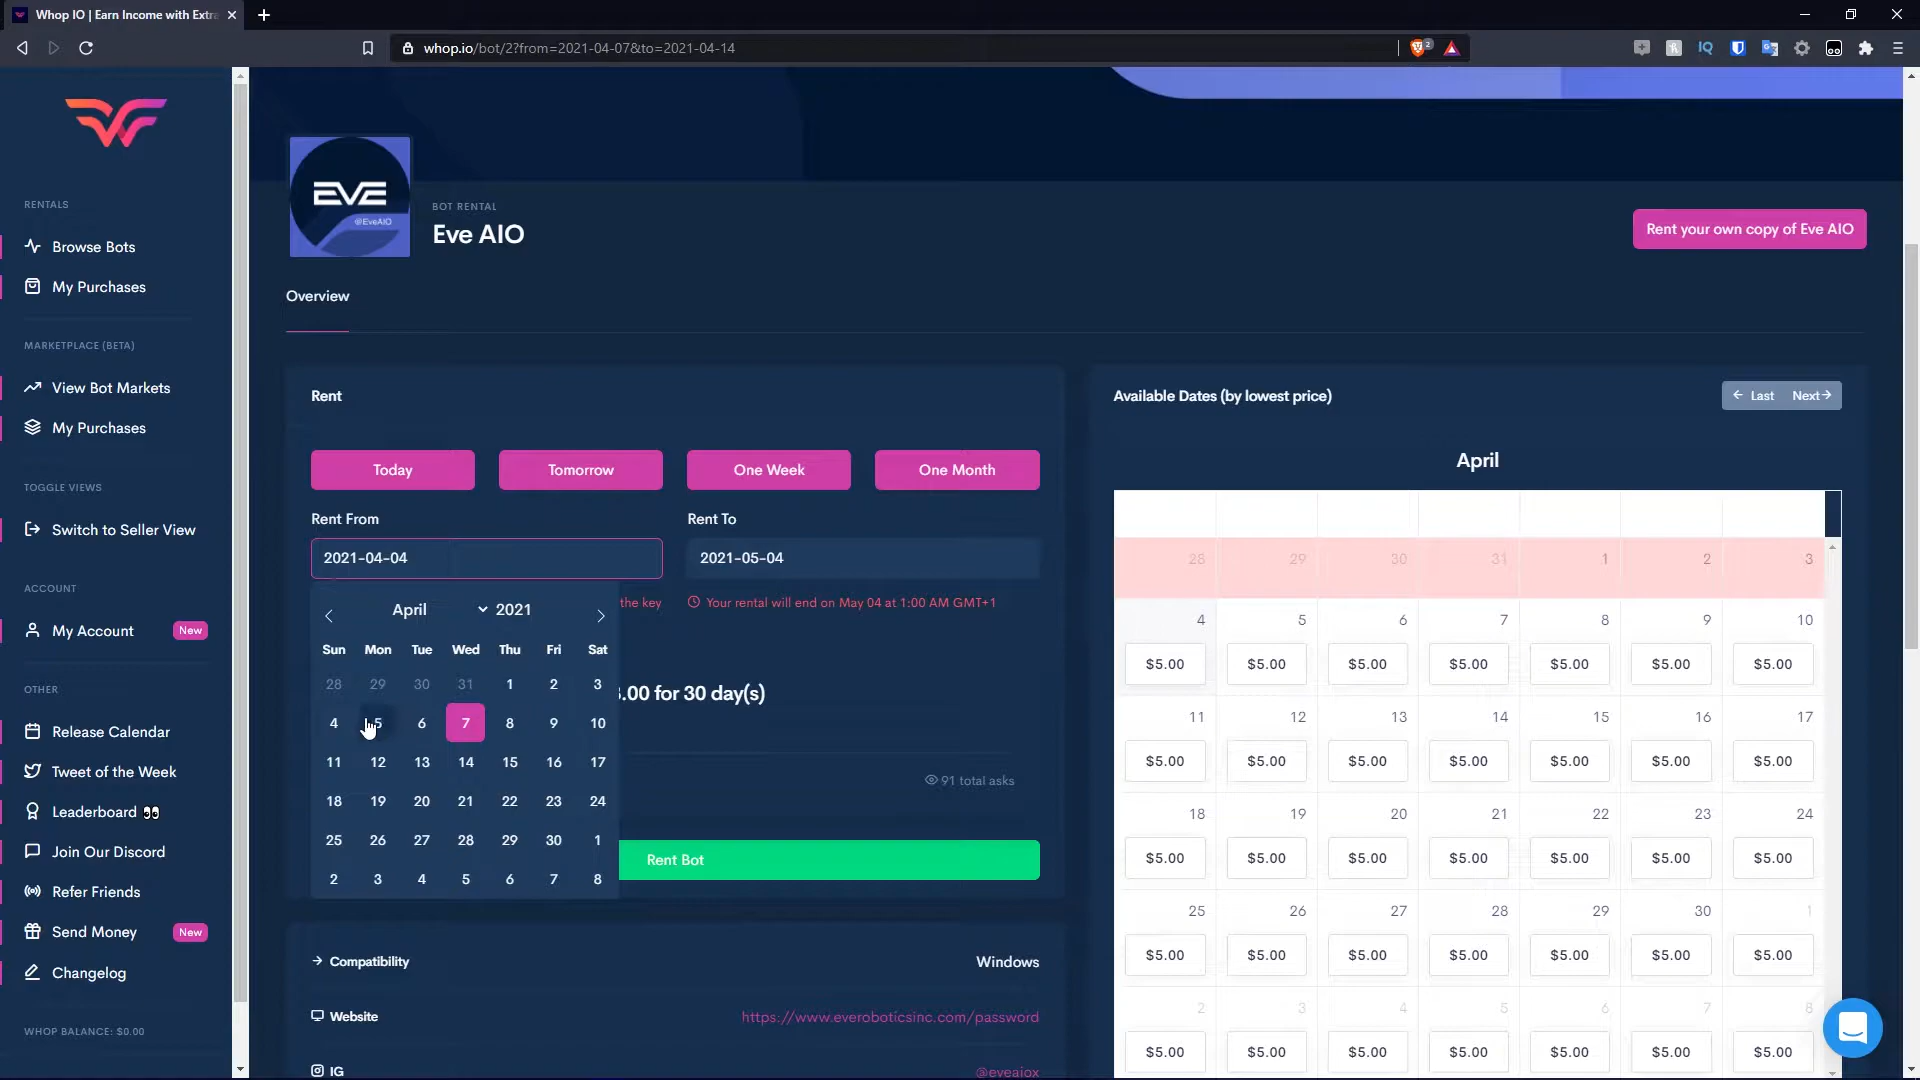 Whop IO | Earn Income with Extra
whop.io/bot/2?from=2021-04-07&to=2021-04-14
2
IQ
RENTALS
Browse Bots
My Purchases
MARKETPLACE (BETA)
View Bot Markets
My Purchases
TOGGLE VIEWS
Switch to Seller View
ACCOUNT
My Account New
OTHER
Release Calendar
Tweet of the Week
Leaderboard 👀
Join Our Discord
Refer Friends
Send Money New
Changelog
WHOP BALANCE: $0.00
EVE
@EveAIO
BOT RENTAL
Eve AIO
Rent your own copy of Eve AIO
Overview
Rent
Today Tomorrow One Week One Month
Rent From Rent To
2021-04-04 2021-05-04
the key Your rental will end on May 04 at 1:00 AM GMT+1
April 2021
Sun Mon Tue Wed Thu Fri Sat
28 29 30 31 1 2 3
4 5 6 7 8 9 10
11 12 13 14 15 16 17
18 19 20 21 22 23 24
25 26 27 28 29 30 1
2 3 4 5 6 7 8
.00 for 30 day(s)
91 total asks
Rent Bot
Compatibility Windows
Website https://www.everoboticsinc.com/password
IG @eveaiox
Available Dates (by lowest price)
← Last Next →
April
28 29 30 31 1 2 3
4 5 6 7 8 9 10
$5.00 $5.00 $5.00 $5.00 $5.00 $5.00 $5.00
11 12 13 14 15 16 17
$5.00 $5.00 $5.00 $5.00 $5.00 $5.00 $5.00
18 19 20 21 22 23 24
$5.00 $5.00 $5.00 $5.00 $5.00 $5.00 $5.00
25 26 27 28 29 30 1
$5.00 $5.00 $5.00 $5.00 $5.00 $5.00 $5.00
2 3 4 5 6 7 8
$5.00 $5.00 $5.00 $5.00 $5.00 $5.00 $5.00